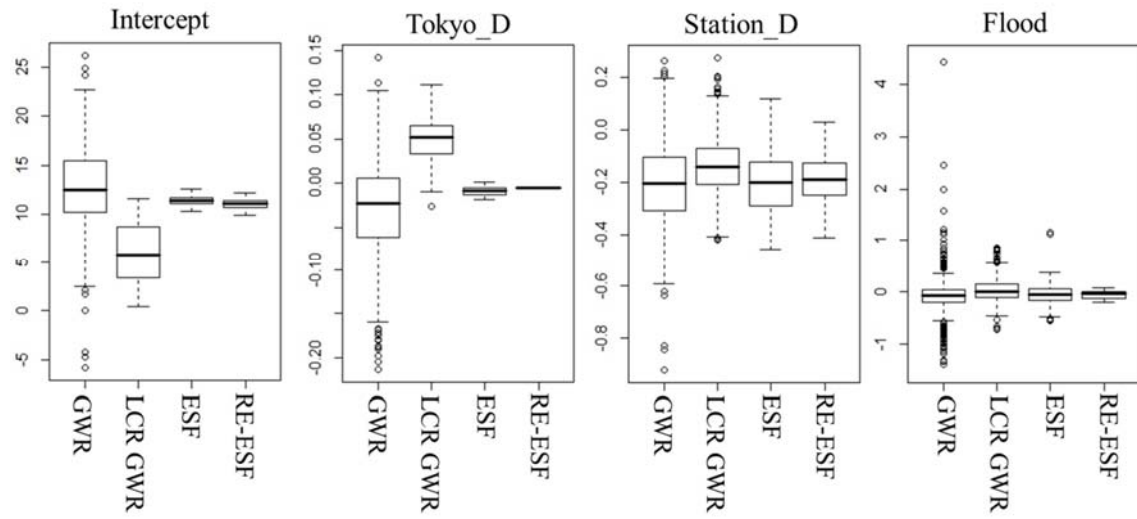 Intercept
Tokyo_D
Station_D
Flood
25
20
15
10
5
0
-5
0.15
0.10
0.05
0.00
-0.10
-0.20
0.2
0.0
-0.2
-0.4
-0.6
-0.8
4
3
2
1
0
-1
GWR
LCR GWR
ESF
RE-ESF
GWR
LCR GWR
ESF
RE-ESF
GWR
LCR GWR
ESF
RE-ESF
GWR
LCR GWR
ESF
RE-ESF